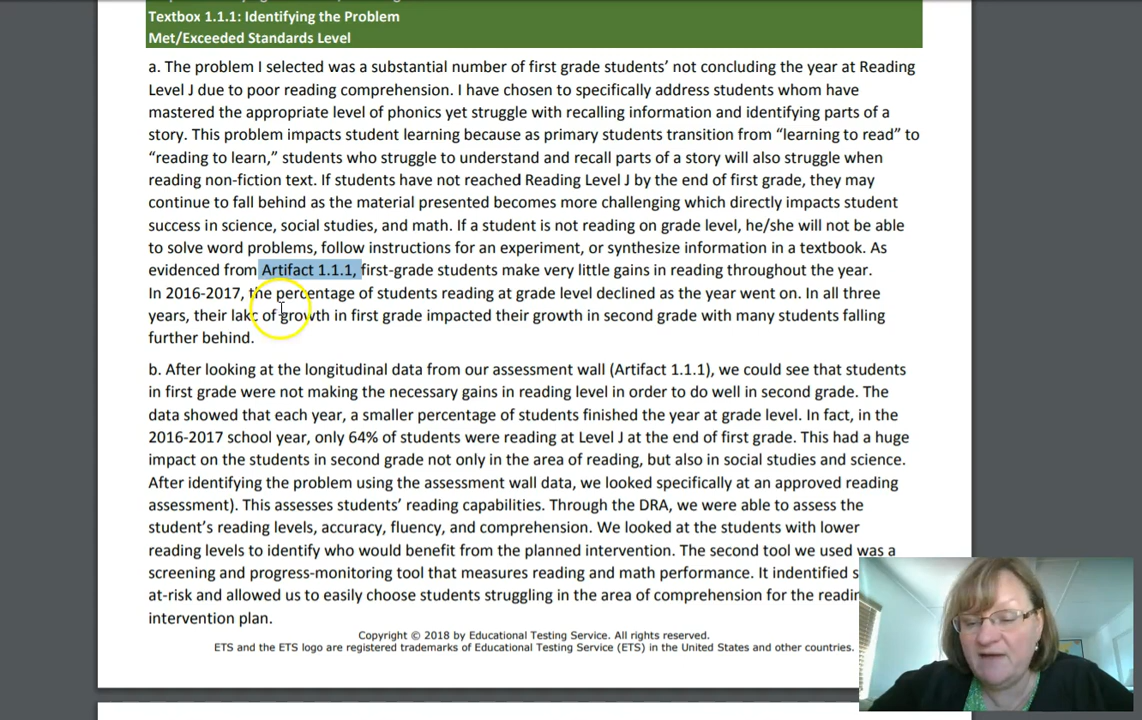 Textbox 1.1.1: Identifying the Problem
Met/Exceeded Standards Level
a. The problem I selected was a substantial number of first grade students’ not concluding the year at Reading
Level J due to poor reading comprehension. I have chosen to specifically address students whom have
mastered the appropriate level of phonics yet struggle with recalling information and identifying parts of a
story. This problem impacts student learning because as primary students transition from “learning to read” to
“reading to learn,” students who struggle to understand and recall parts of a story will also struggle when
reading non-fiction text. If students have not reached Reading Level J by the end of first grade, they may
continue to fall behind as the material presented becomes more challenging which directly impacts student
success in science, social studies, and math. If a student is not reading on grade level, he/she will not be able
to solve word problems, follow instructions for an experiment, or synthesize information in a textbook. As
evidenced from Artifact 1.1.1, first-grade students make very little gains in reading throughout the year.
In 2016-2017, the percentage of students reading at grade level declined as the year went on. In all three
years, their lakc of growth in first grade impacted their growth in second grade with many students falling
further behind.
b. After looking at the longitudinal data from our assessment wall (Artifact 1.1.1), we could see that students
in first grade were not making the necessary gains in reading level in order to do well in second grade. The
data showed that each year, a smaller percentage of students finished the year at grade level. In fact, in the
2016-2017 school year, only 64% of students were reading at Level J at the end of first grade. This had a huge
impact on the students in second grade not only in the area of reading, but also in social studies and science.
After identifying the problem using the assessment wall data, we looked specifically at an approved reading
assessment). This assesses students’ reading capabilities. Through the DRA, we were able to assess the
student’s reading levels, accuracy, fluency, and comprehension. We looked at the students with lower
reading levels to identify who would benefit from the planned intervention. The second tool we used was a
screening and progress-monitoring tool that measures reading and math performance. It indentified
at-risk and allowed us to easily choose students struggling in the area of comprehension for the
intervention plan.
Copyright © 2018 by Educational Testing Service. All rights reserved.
ETS and the ETS logo are registered trademarks of Educational Testing Service (ETS) in the United States and other countries.